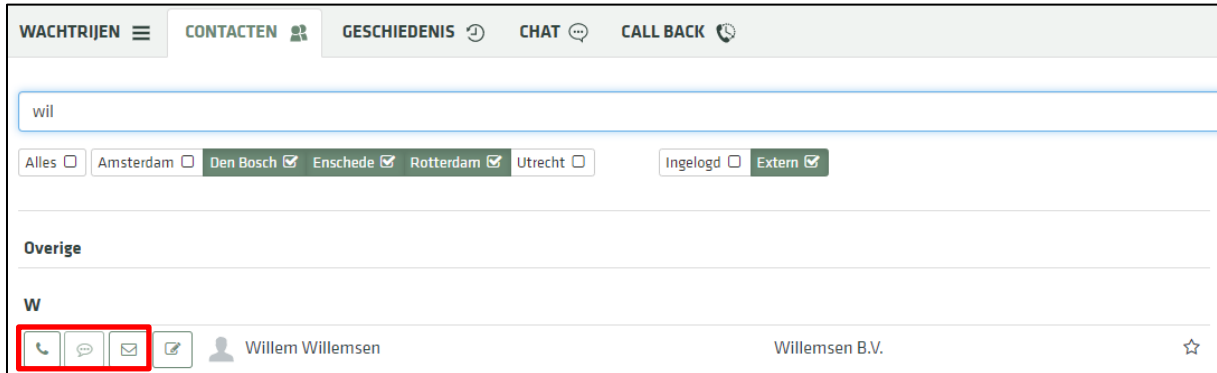 WACHTRIJEN CONTACTEN GESCHIEDENIS CHAT CALL BACK
wil
Alles Amsterdam Den Bosch Enschede Rotterdam Utrecht Ingelogd Extern
Overige
W
Willem Willemsen Willemsen B.V.